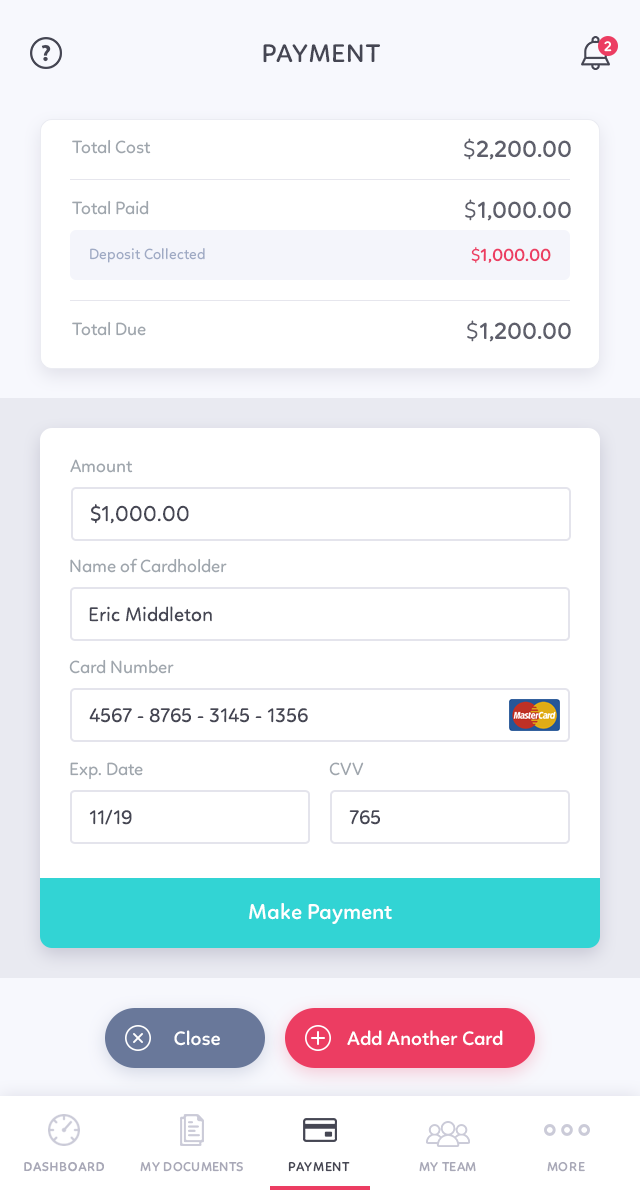 ?
PAYMENT
2
Total Cost
$2,200.00
Total Paid
$1,000.00
Deposit Collected
$1,000.00
Total Due
$1,200.00
Amount
$1,000.00
Name of Cardholder
Eric Middleton
Card Number
4567 - 8765 - 3145 - 1356
MasterCard
Exp. Date
CVV
11/19
765
Make Payment
Close
Add Another Card
DASHBOARD
MY DOCUMENTS
PAYMENT
MY TEAM
MORE